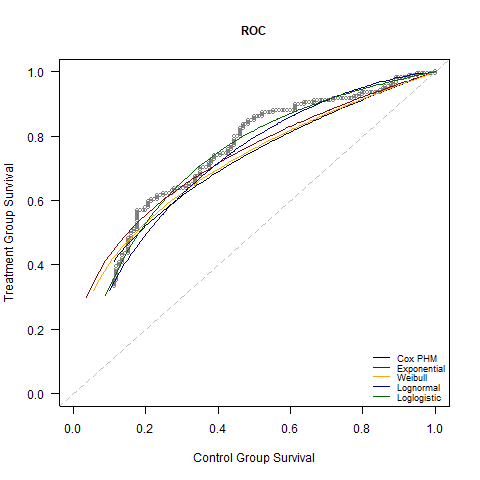 ROC
Treatment Group Survival
1.0
0.8
0.6
0.4
0.2
0.0
Cox PHM
Exponential
Weibull
Lognormal
Loglogistic
0.0 0.2 0.4 0.6 0.8 1.0
Control Group Survival